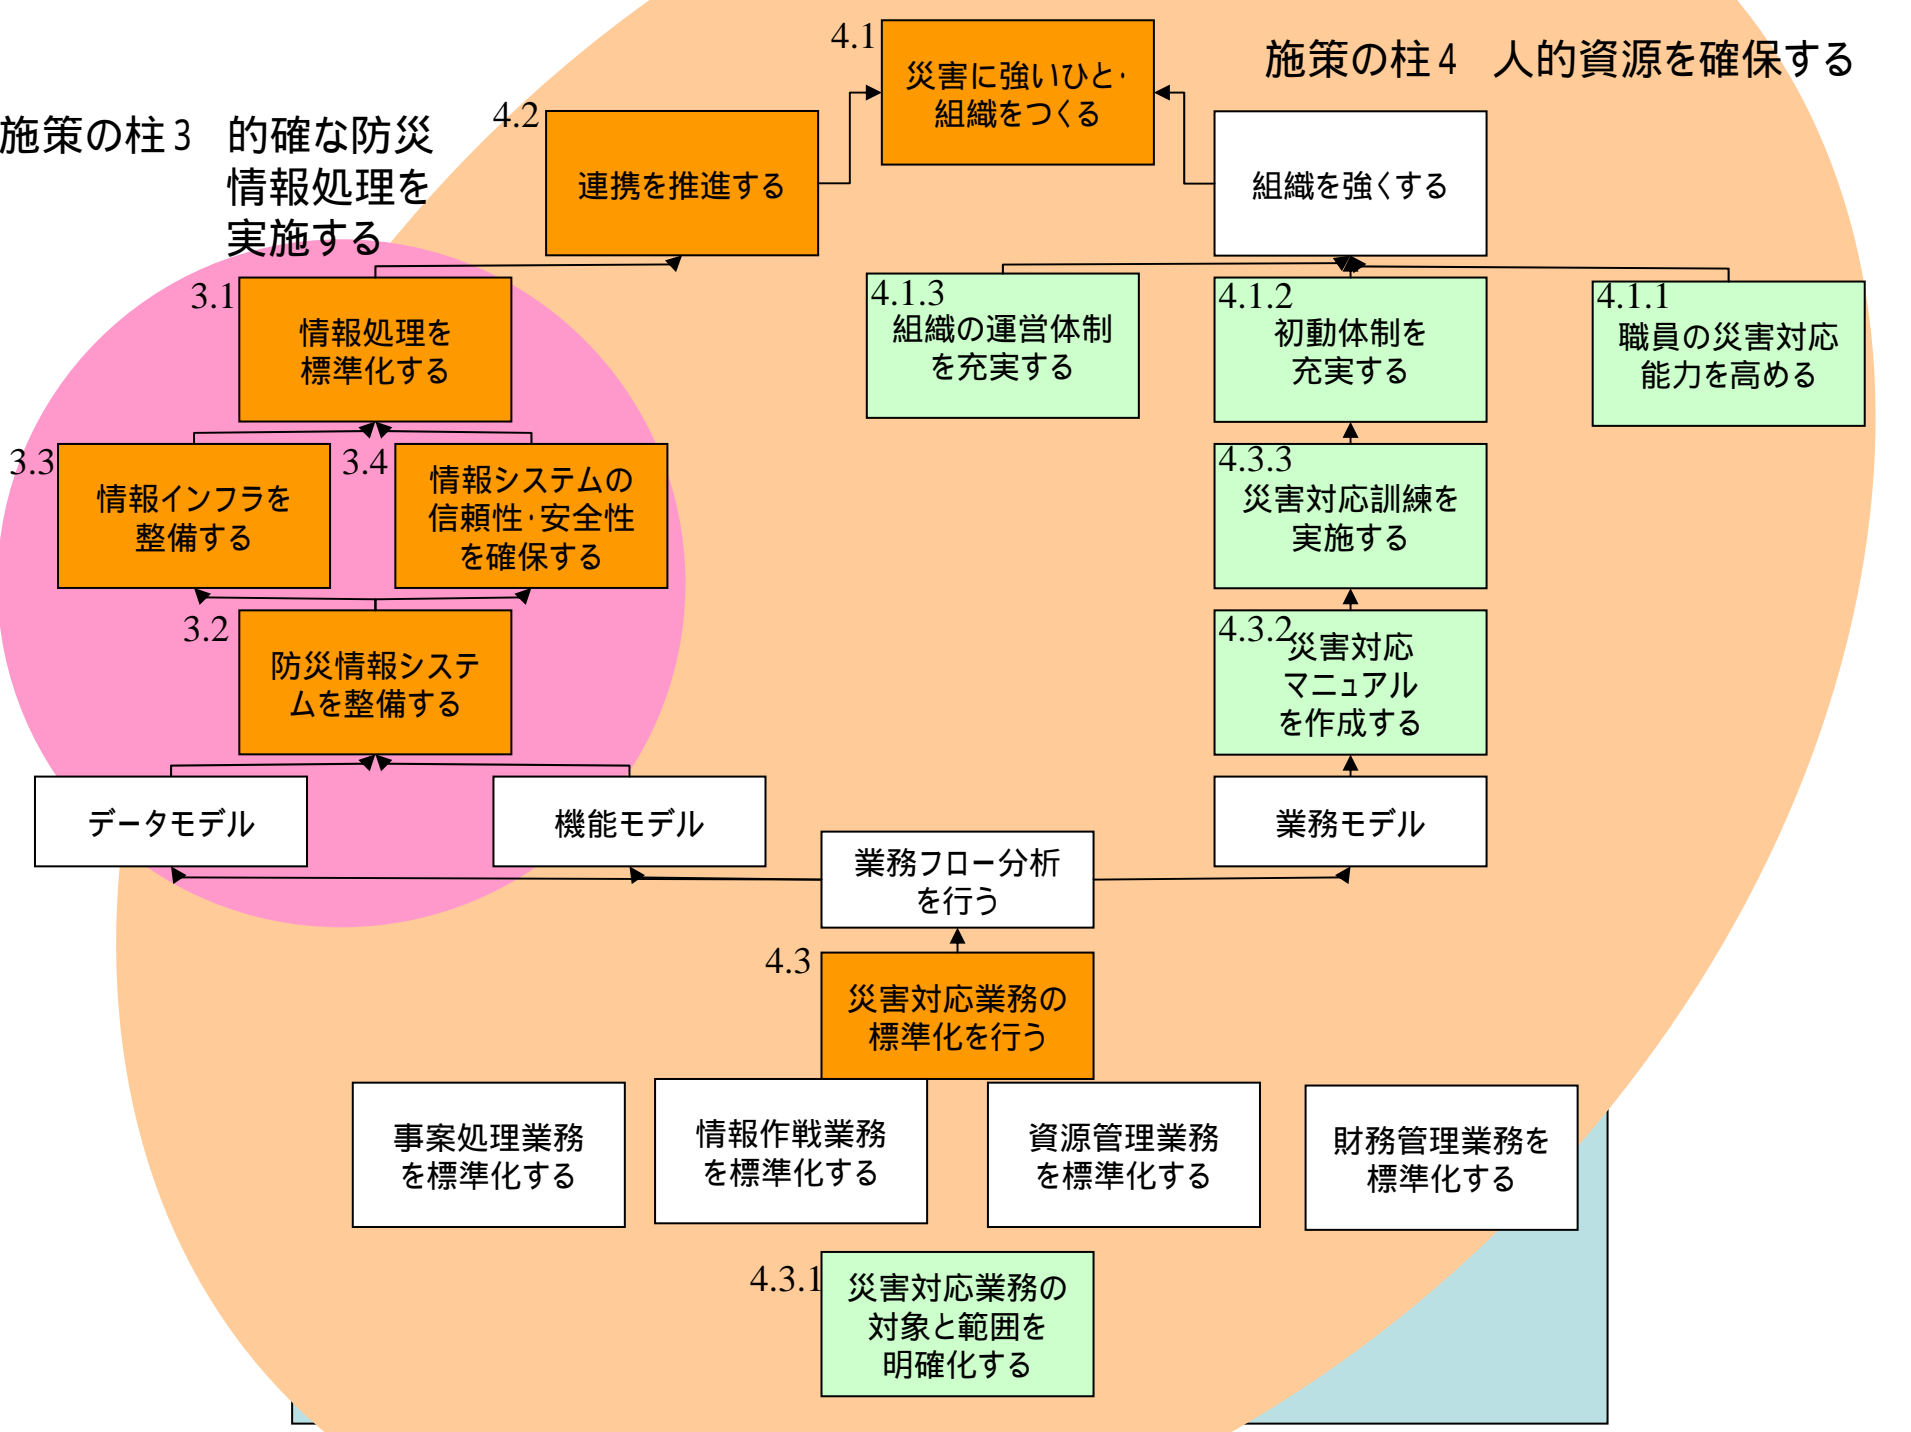 施策の柱4 人的資源を確保する
4.1
災害に強いひと・
組織をつくる
施策の柱3 的確な防災
情報処理を
実施する
4.2
連携を推進する
組織を強くする
3.1
情報処理を
標準化する
4.1.3
組織の運営体制
を充実する
4.1.2
初動体制を
充実する
4.1.1
職員の災害対応
能力を高める
3.3
情報インフラを
整備する
3.4
情報システムの
信頼性・安全性
を確保する
4.3.3
災害対応訓練を
実施する
3.2
防災情報システ
ムを整備する
4.3.2
災害対応
マニュアル
を作成する
データモデル
機能モデル
業務モデル
業務フロー分析
を行う
4.3
災害対応業務の
標準化を行う
事案処理業務
を標準化する
情報作戦業務
を標準化する
資源管理業務
を標準化する
財務管理業務を
標準化する
4.3.1
災害対応業務の
対象と範囲を
明確化する